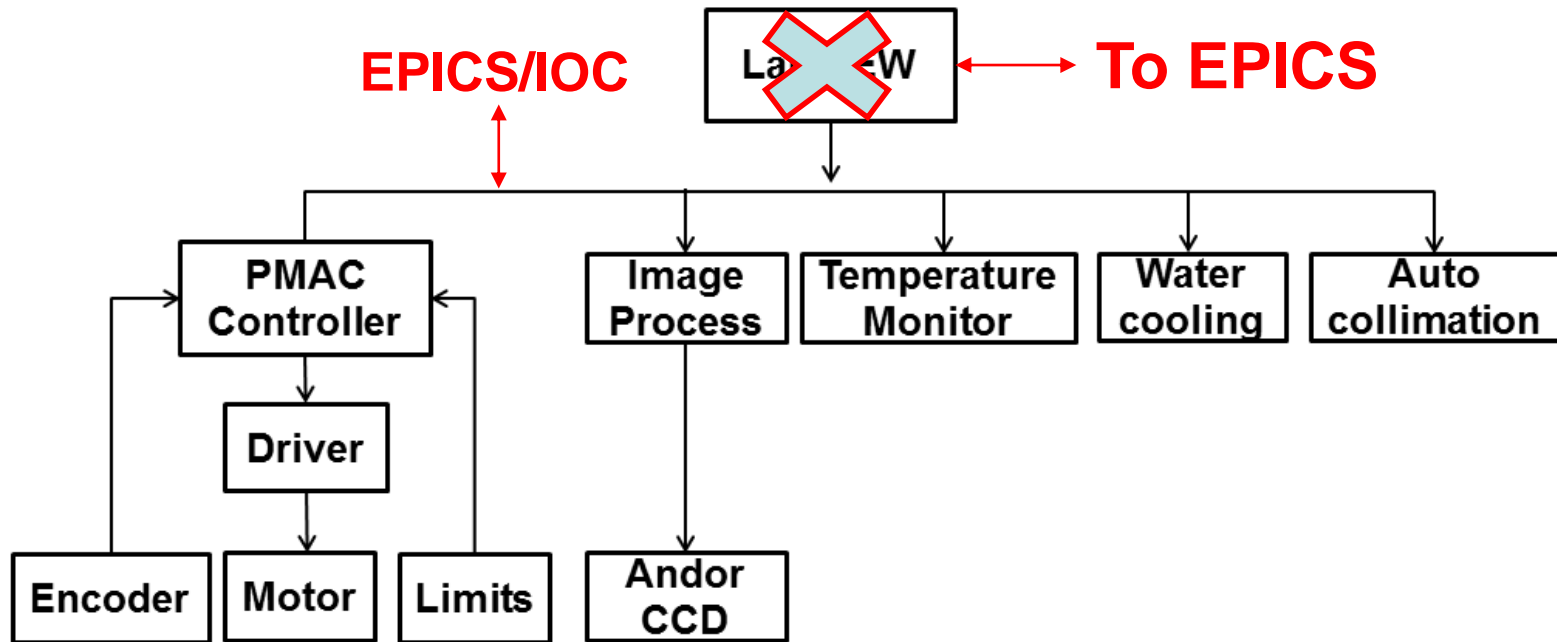 EPICS/IOC
To EPICS
PMAC
Controller
Image
Process
Temperature
Monitor
Water
cooling
Auto
collimation
Driver
Encoder
Motor
Limits
Andor
CCD